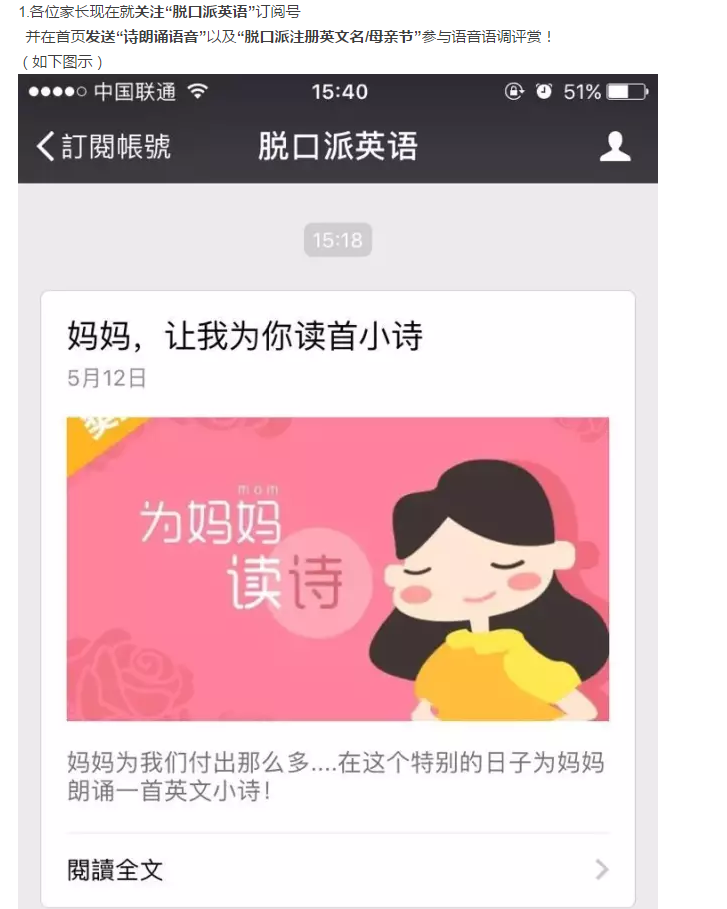 1.各位家长现在就关注“脱口派英语”订阅号
并在首页发送“诗朗诵语音”以及“脱口派注册英文名/母亲节”参与语音语调评赏！
（如下图示）
中国联通 15:40 51%
訂閱帳號 脱口派英语
15:18
妈妈，让我为你读首小诗
5月12日
mom
为妈妈
读诗
妈妈为我们付出那么多....在这个特别的日子为妈妈
朗诵一首英文小诗！
閱讀全文